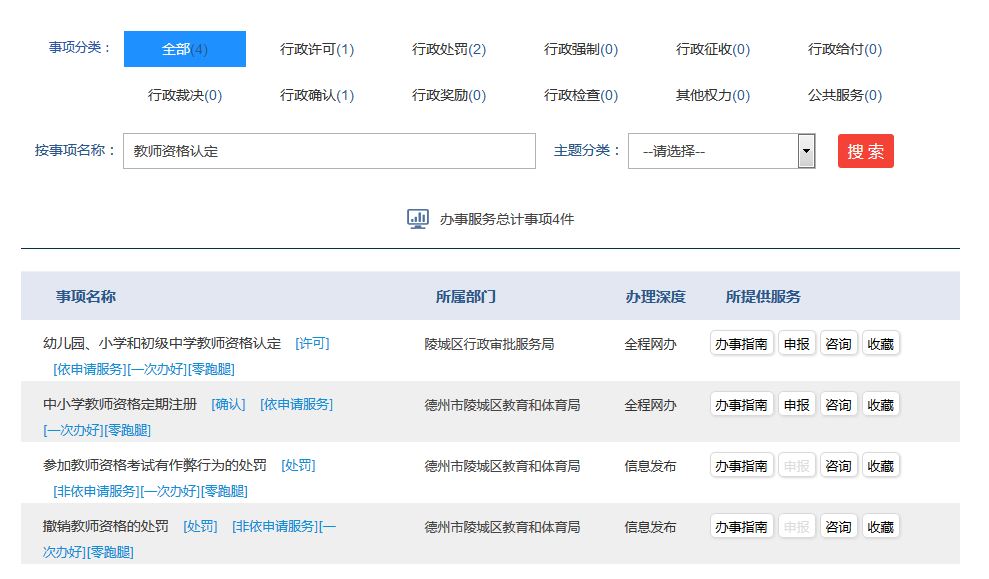 事项分类： 全部(4) 行政许可(1) 行政处罚(2) 行政强制(0) 行政征收(0) 行政给付(0)
行政裁决(0) 行政确认(1) 行政奖励(0) 行政检查(0) 其他权力(0) 公共服务(0)
按事项名称： 教师资格认定 主题分类： --请选择-- 搜 索
办事服务总计事项4件
事项名称 所属部门 办理深度 所提供服务
幼儿园、小学和初级中学教师资格认定 [许可] 陵城区行政审批服务局 全程网办 办事指南 申报 咨询 收藏
[依申请服务][一次办好][零跑腿]
中小学教师资格定期注册 [确认] [依申请服务] 德州市陵城区教育和体育局 全程网办 办事指南 申报 咨询 收藏
[一次办好][零跑腿]
参加教师资格考试有作弊行为的处罚 [处罚] 德州市陵城区教育和体育局 信息发布 办事指南 申报 咨询 收藏
[非依申请服务][一次办好][零跑腿]
撤销教师资格的处罚 [处罚] [非依申请服务][一 德州市陵城区教育和体育局 信息发布 办事指南 申报 咨询 收藏
次办好][零跑腿]